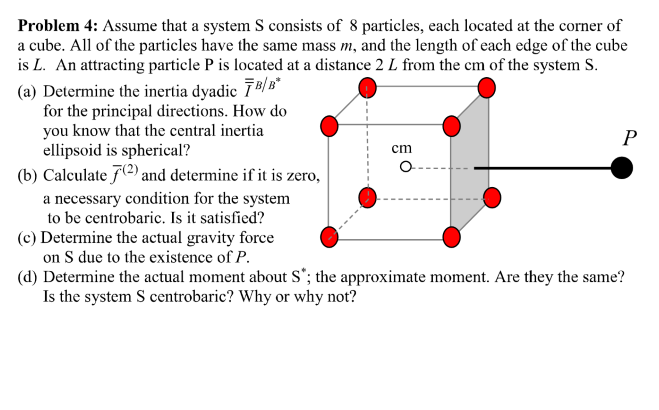 Problem 4: Assume that a system S consists of 8 particles, each located at the corner of
a cube. All of the particles have the same mass m, and the length of each edge of the cube
is L. An attracting particle P is located at a distance 2 L from the cm of the system S.
(a) Determine the inertia dyadic I̿ᴮ/ᴮ*
for the principal directions. How do
you know that the central inertia
ellipsoid is spherical?
(b) Calculate f̄⁽²⁾ and determine if it is zero,
a necessary condition for the system
to be centrobaric. Is it satisfied?
(c) Determine the actual gravity force
on S due to the existence of P.
(d) Determine the actual moment about S*; the approximate moment. Are they the same?
Is the system S centrobaric? Why or why not?
cm
P